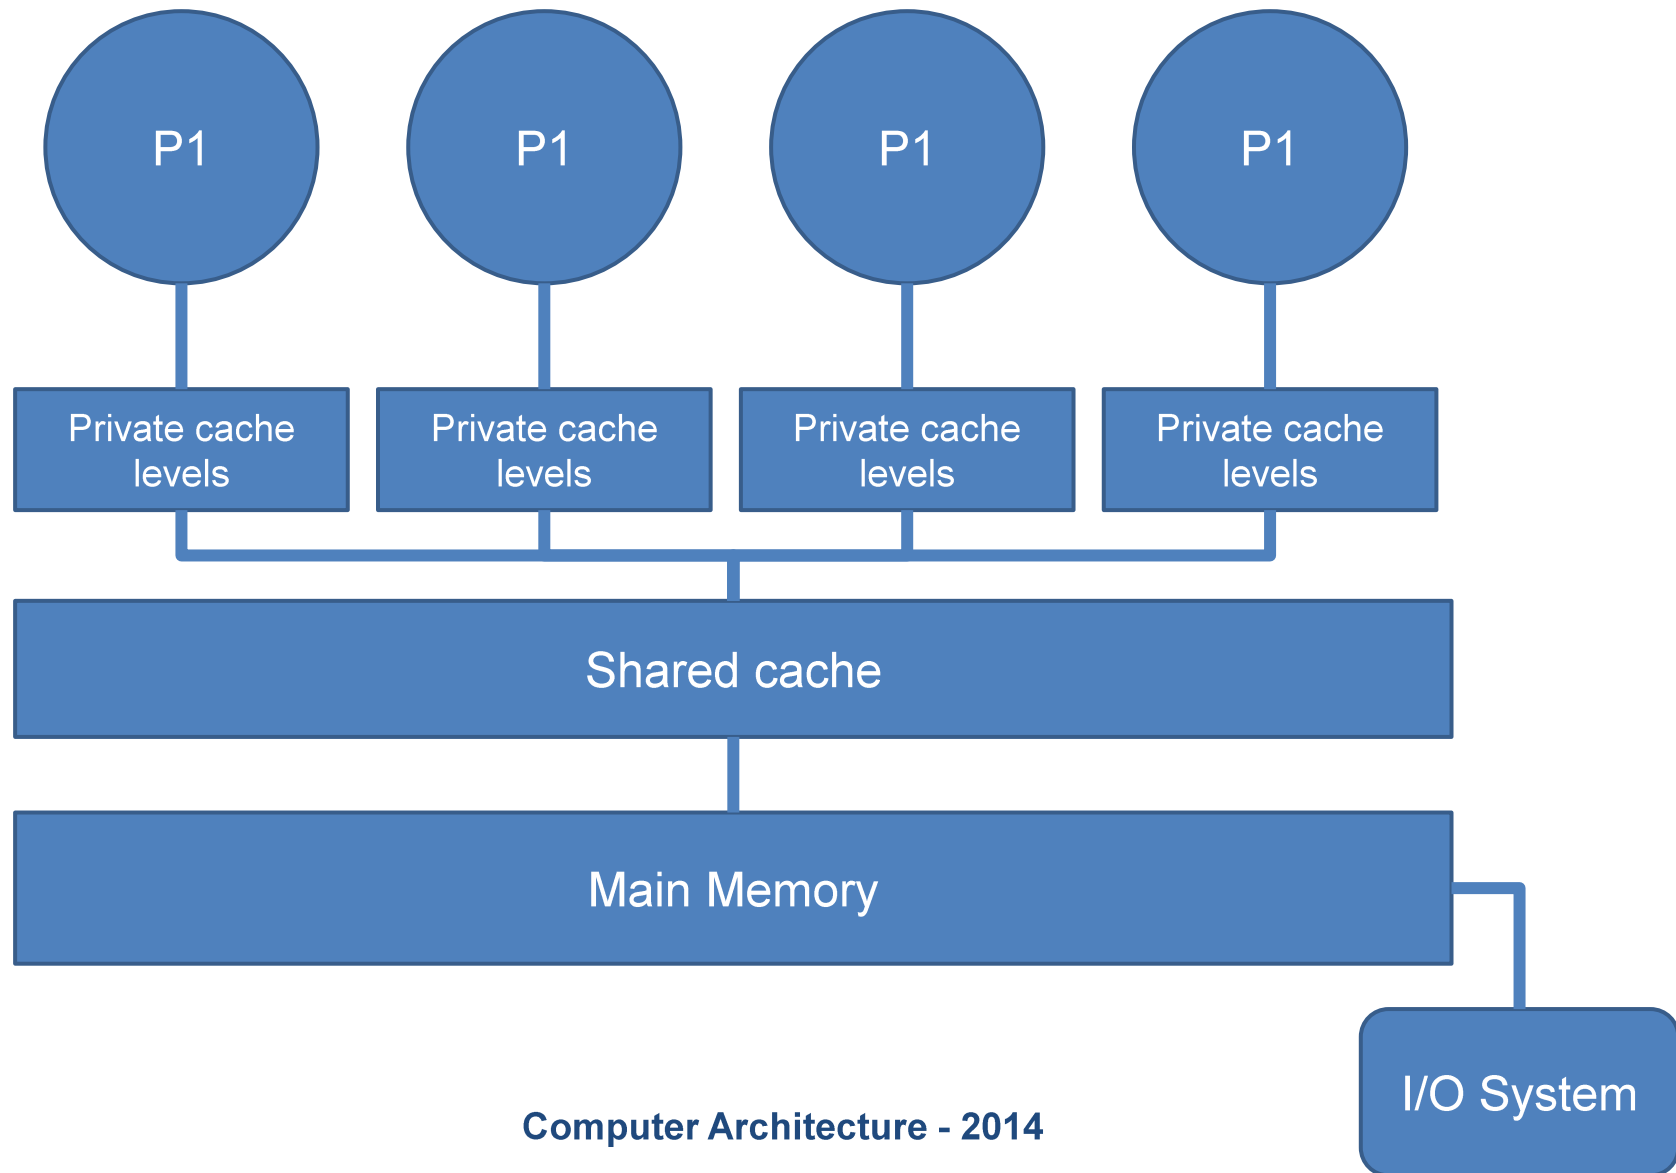 P1
P1
P1
P1
Private cache
levels
Private cache
levels
Private cache
levels
Private cache
levels
Shared cache
Main Memory
I/O System
Computer Architecture - 2014